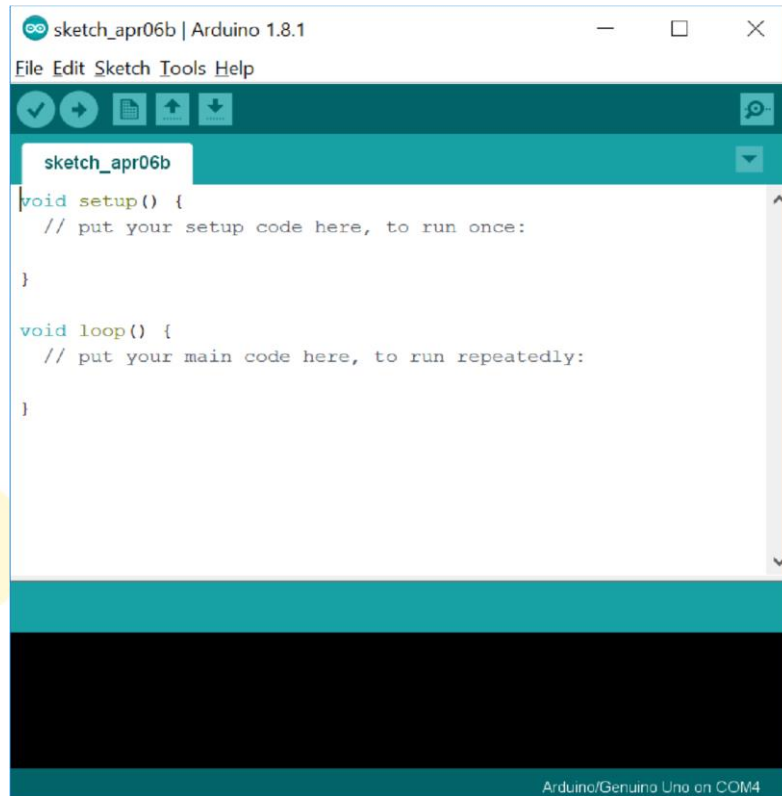 sketch_apr06b | Arduino 1.8.1
File Edit Sketch Tools Help
sketch_apr06b
void setup() {
  // put your setup code here, to run once:
}
void loop() {
  // put your main code here, to run repeatedly:
}
Arduino/Genuino Uno on COM4